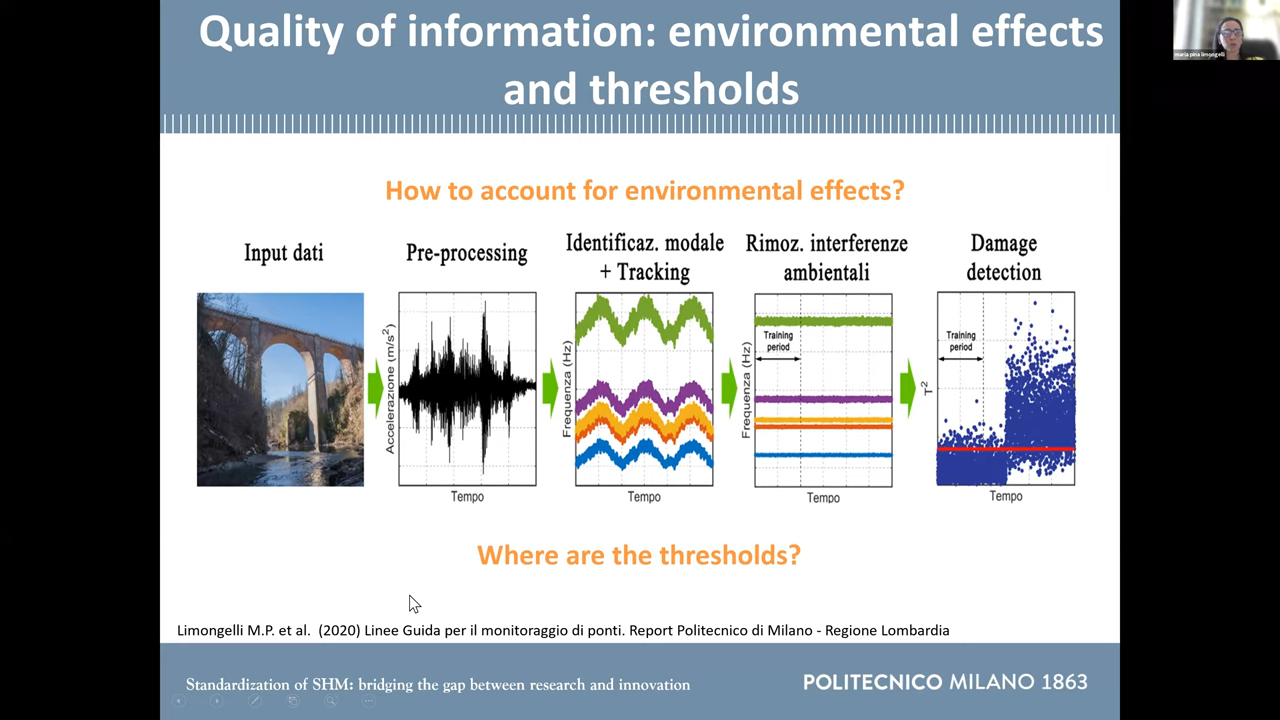 Quality of information: environmental effects
and thresholds
maria pina limongelli
How to account for environmental effects?
Input dati
Pre-processing
Identificaz. modale
+ Tracking
Rimoz. interferenze
ambientali
Damage
detection
Accelerazione (m/s²)
Tempo
Frequenza (Hz)
Tempo
Frequenza (Hz)
Training
period
Tempo
T²
Training
period
Tempo
Where are the thresholds?
Limongelli M.P. et al. (2020) Linee Guida per il monitoraggio di ponti. Report Politecnico di Milano - Regione Lombardia
Standardization of SHM: bridging the gap between research and innovation
POLITECNICO MILANO 1863